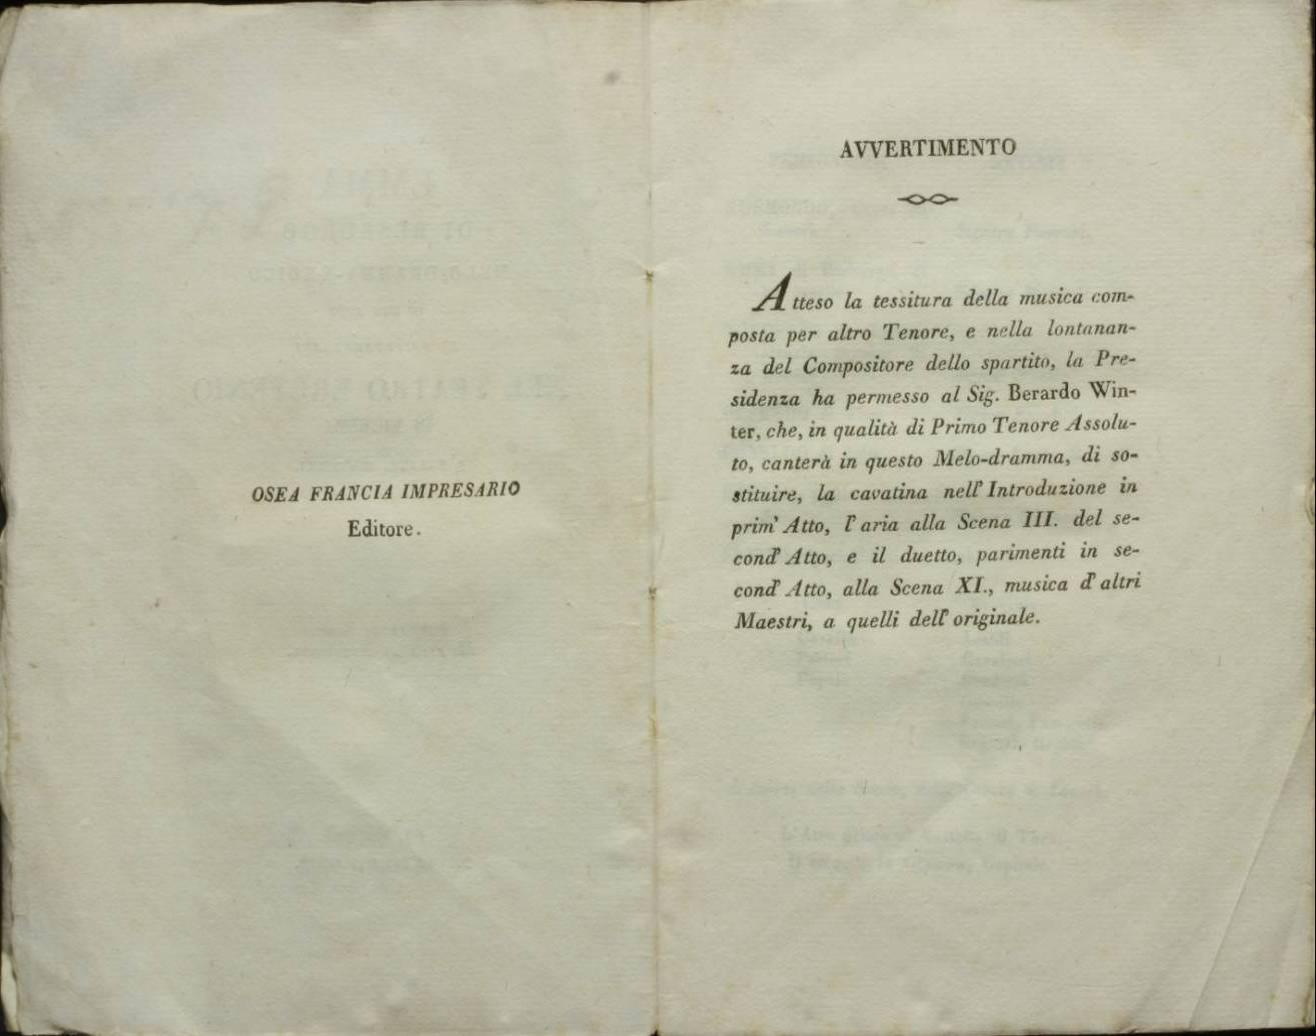 OSEA FRANCIA IMPRESARIO
Editore.
AVVERTIMENTO
Atteso la tessitura della musica com-
posta per altro Tenore, e nella lontanan-
za del Compositore dello spartito, la Pre-
sidenza ha permesso al Sig. Berardo Win-
ter, che, in qualità di Primo Tenore Assolu-
to, canterà in questo Melo-dramma, di so-
stituire, la cavatina nell'Introduzione in
prim' Atto, l'aria alla Scena III. del se-
cond' Atto, e il duetto, parimenti in se-
cond' Atto, alla Scena XI., musica d'altri
Maestri, a quelli dell'originale.